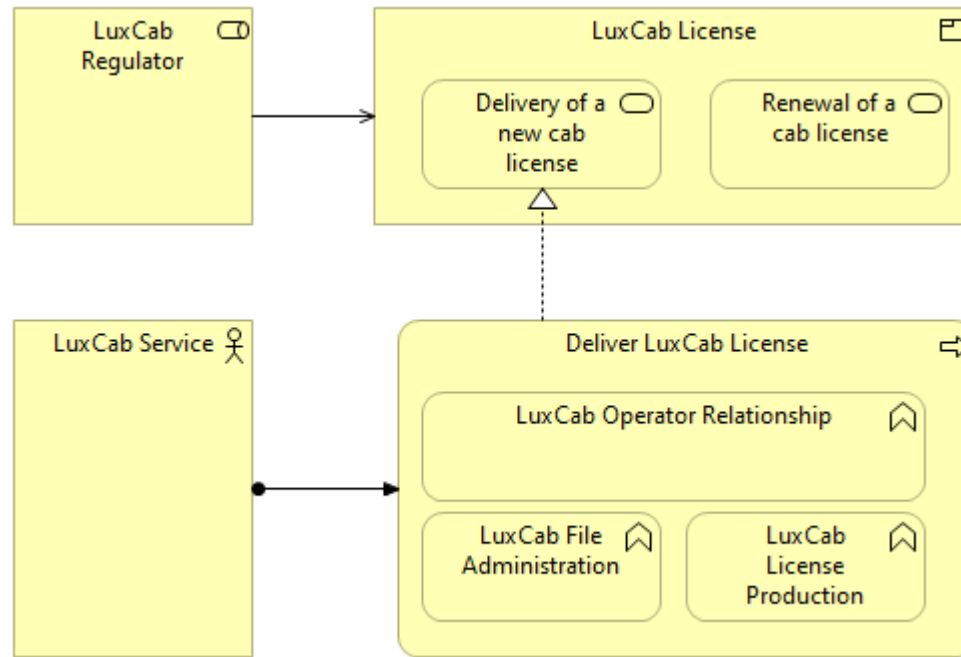 LuxCab
Regulator
LuxCab License
Delivery of a
new cab
license
Renewal of a
cab license
LuxCab Service
Deliver LuxCab License
LuxCab Operator Relationship
LuxCab File
Administration
LuxCab
License
Production